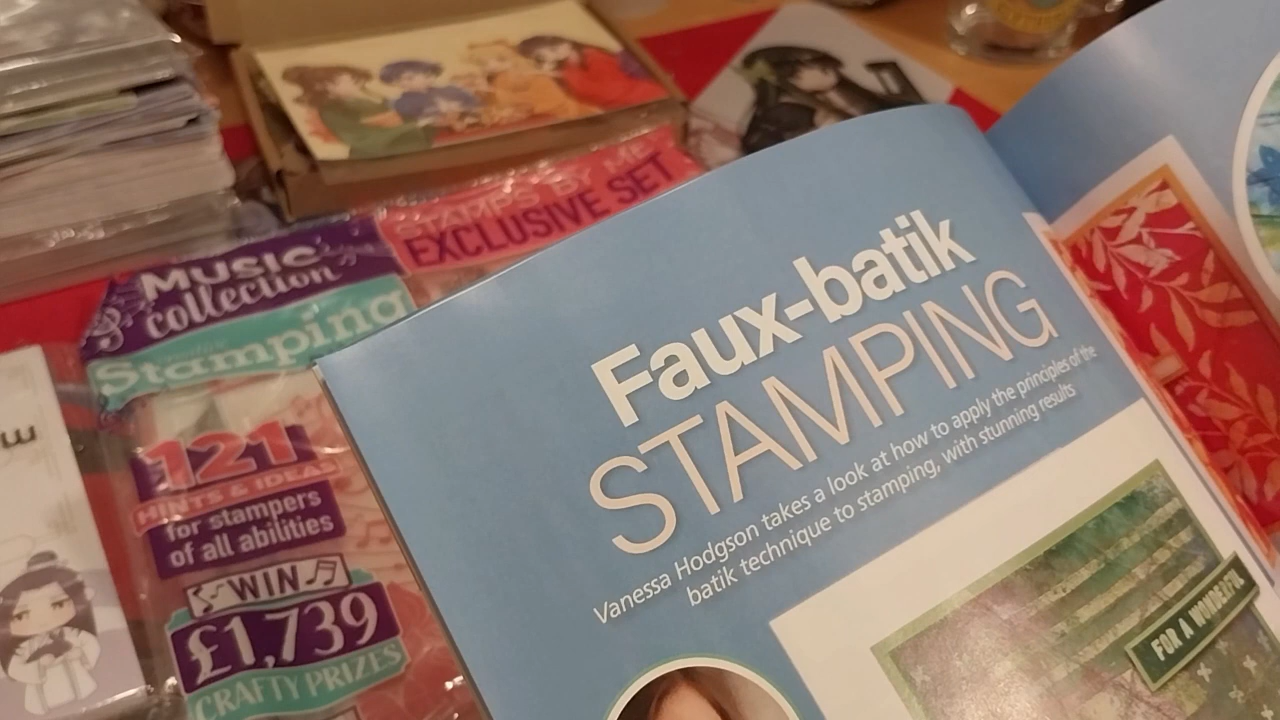 STAMPS BY ME
EXCLUSIVE SET
MUSIC
collection
Stamping
121
HINTS & IDEAS
for stampers
of all abilities
WIN
£1,739
CRAFTY PRIZES
Faux-batik
STAMPING
Vanessa Hodgson takes a look at how to apply the principles of the
batik technique to stamping, with stunning results
FOR A WONDERFUL